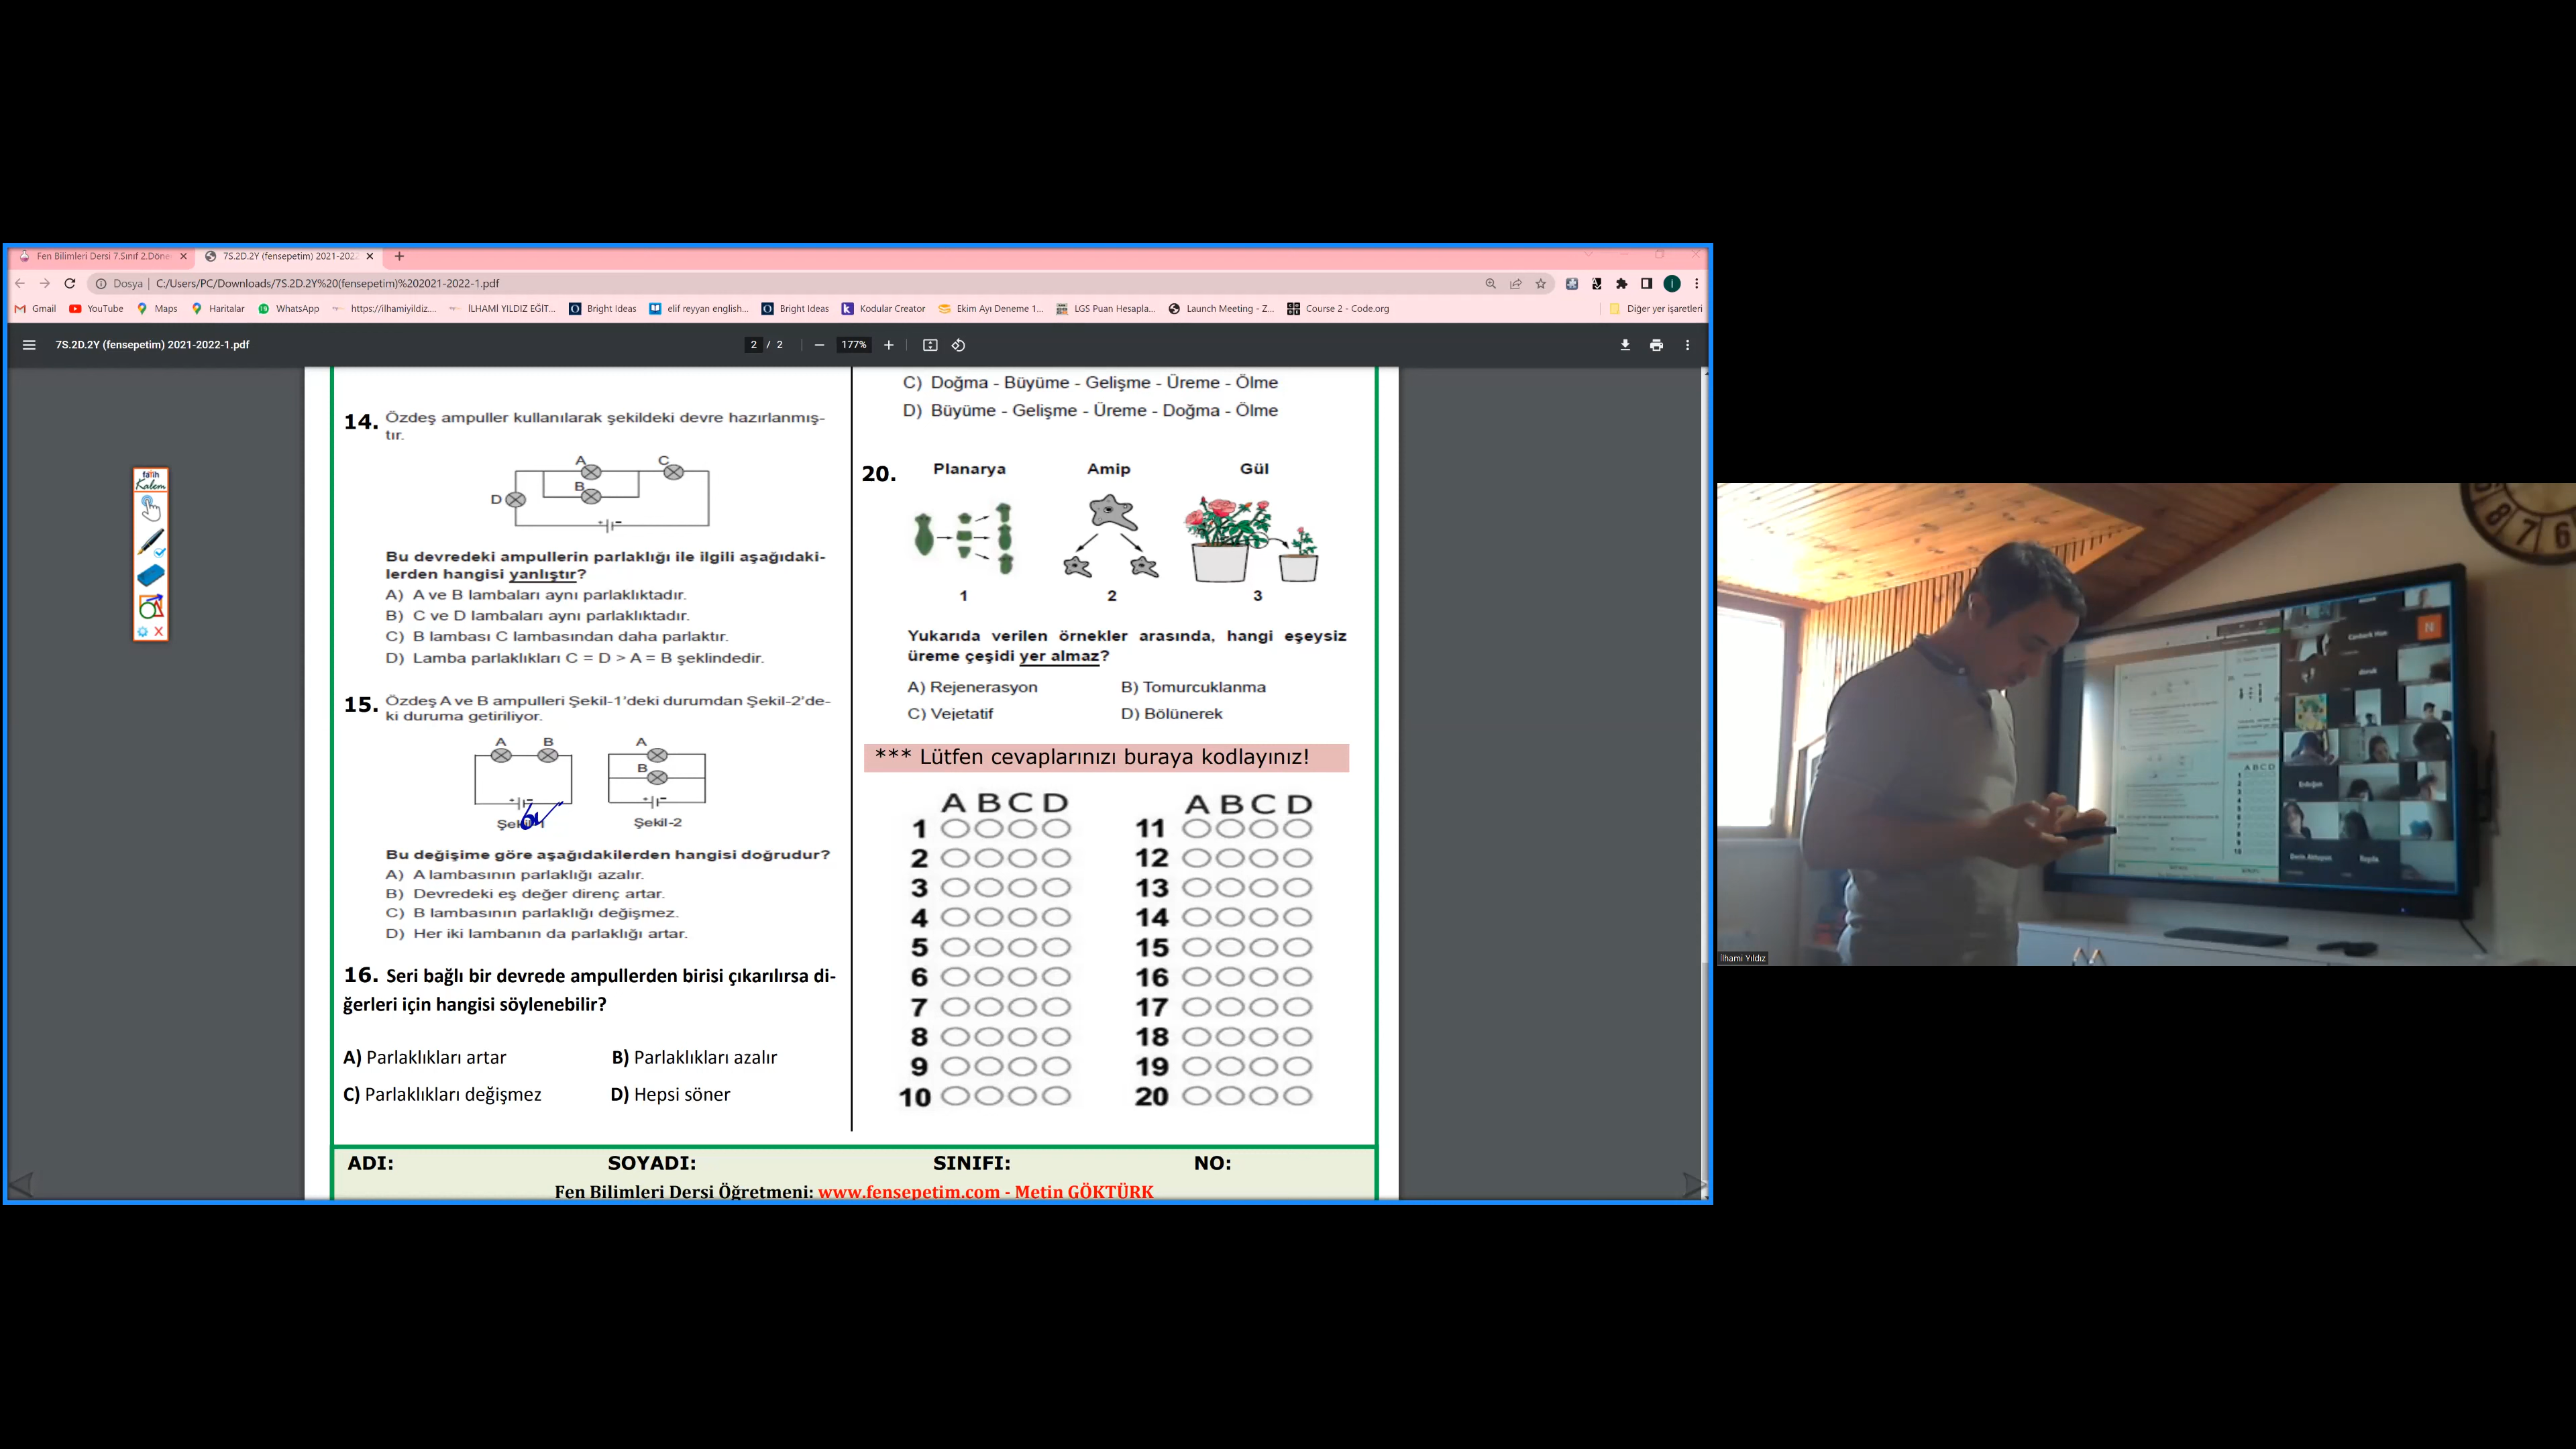 Fen Bilimleri Dersi 7.Sınıf 2.Döne
7S.2D.2Y (fensepetim) 2021-202
Dosya | C:/Users/PC/Downloads/7S.2D.2Y%20(fensepetim)%202021-2022-1.pdf
Gmail YouTube Maps Haritalar WhatsApp https://ilhamiyildiz.... İLHAMİ YILDIZ EĞİT... Bright Ideas elif reyyan english... Bright Ideas Kodular Creator Ekim Ayı Deneme 1... LGS Puan Hesapla... Launch Meeting - Z... Course 2 - Code.org Diğer yer işaretleri
7S.2D.2Y (fensepetim) 2021-2022-1.pdf 2 / 2 177%
fatih
Kalem
14. Özdeş ampuller kullanılarak şekildeki devre hazırlanmış-
tır.
A C
B
D
+ -
Bu devredeki ampullerin parlaklığı ile ilgili aşağıdaki-
lerden hangisi yanlıştır?
A) A ve B lambaları aynı parlaklıktadır.
B) C ve D lambaları aynı parlaklıktadır.
C) B lambası C lambasından daha parlaktır.
D) Lamba parlaklıkları C = D > A = B şeklindedir.
15. Özdeş A ve B ampulleri Şekil-1'deki durumdan Şekil-2'de-
ki duruma getiriliyor.
A B A
B
+ - + -
Şekil-1 Şekil-2
Bu değişime göre aşağıdakilerden hangisi doğrudur?
A) A lambasının parlaklığı azalır.
B) Devredeki eş değer direnç artar.
C) B lambasının parlaklığı değişmez.
D) Her iki lambanın da parlaklığı artar.
16. Seri bağlı bir devrede ampullerden birisi çıkarılırsa di-
ğerleri için hangisi söylenebilir?
A) Parlaklıkları artar B) Parlaklıkları azalır
C) Parlaklıkları değişmez D) Hepsi söner
C) Doğma - Büyüme - Gelişme - Üreme - Ölme
D) Büyüme - Gelişme - Üreme - Doğma - Ölme
20. Planarya Amip Gül
1 2 3
Yukarıda verilen örnekler arasında, hangi eşeysiz
üreme çeşidi yer almaz?
A) Rejenerasyon B) Tomurcuklanma
C) Vejetatif D) Bölünerek
*** Lütfen cevaplarınızı buraya kodlayınız!
A B C D A B C D
1 11
2 12
3 13
4 14
5 15
6 16
7 17
8 18
9 19
10 20
ADI: SOYADI: SINIFI: NO:
Fen Bilimleri Dersi Öğretmeni: www.fensepetim.com - Metin GÖKTÜRK
8 7 6
N
A B C D
İlhami Yıldız